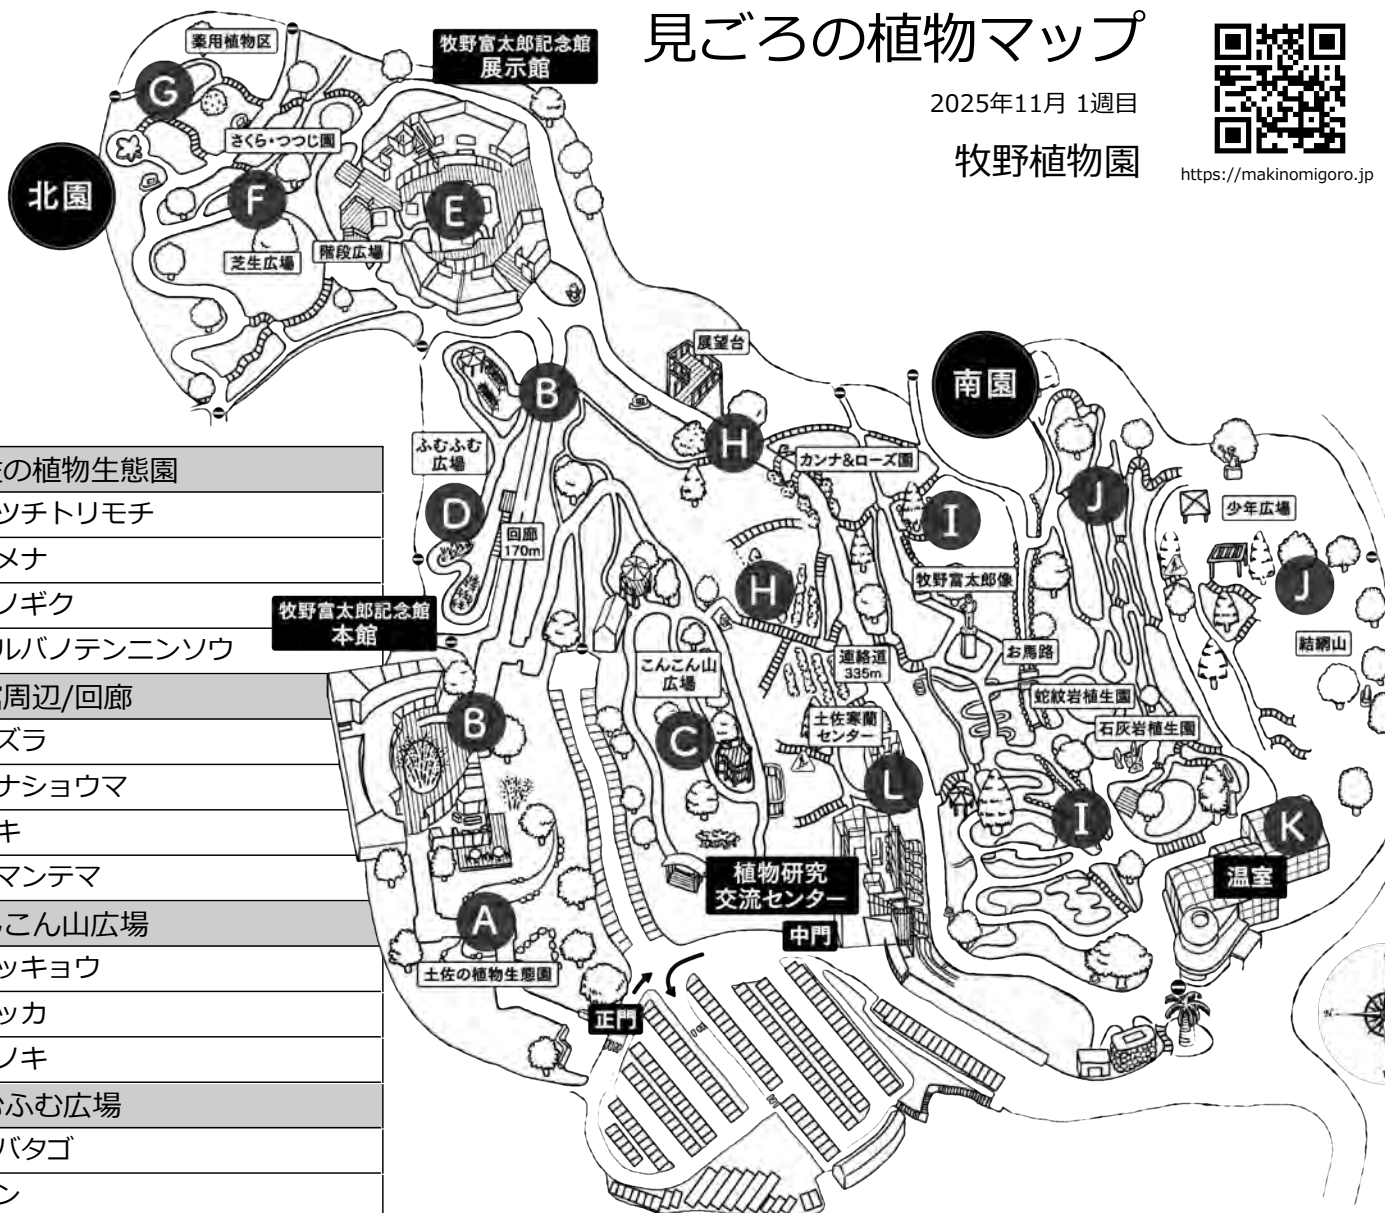 見ごろの植物マップ
2025年11月 1週目
牧野植物園
https://makinomigoro.jp
薬用植物区
牧野富太郎記念館
展示館
G
さくら・つつじ園
北園
F
E
芝生広場
階段広場
展望台
南園
B
H
ふむふむ
広場
カンナ&ローズ園
J
D
I
少年広場
回廊
170m
牧野富太郎像
H
J
牧野富太郎記念館
本館
こんこん山
広場
連絡道
335m
お馬路
結網山
蛇紋岩植生園
B
C
土佐寒蘭
センター
石灰岩植生園
L
I
K
植物研究
交流センター
温室
A
中門
土佐の植物生態園
正門
の植物生態園
ツチトリモチ
メナ
ノギク
ルバノテンニンソウ
周辺/回廊
ズラ
ナショウマ
キ
マンテマ
こん山広場
ッキョウ
ッカ
ノキ
ふむ広場
バタゴ
ン